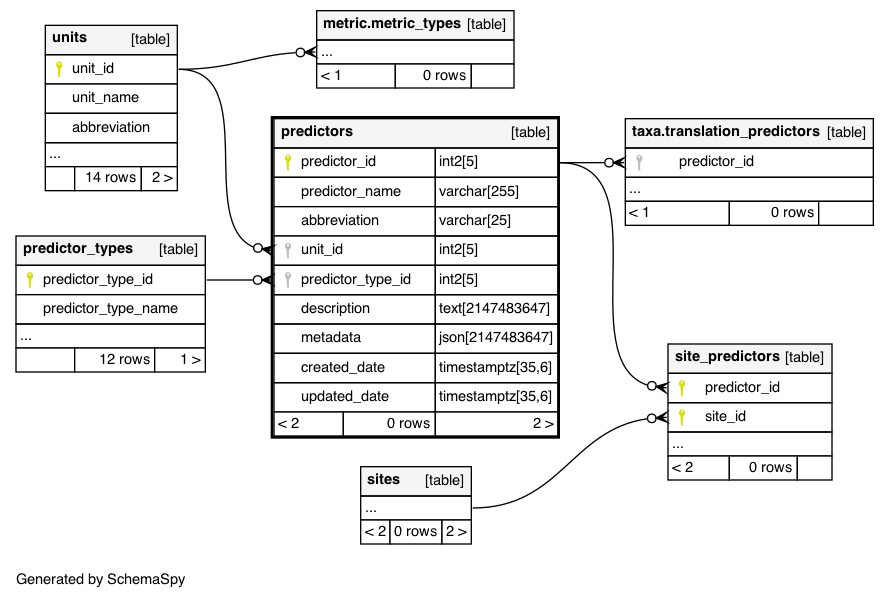 units [table]
unit_id
unit_name
abbreviation
...
14 rows 2 >
metric.metric_types [table]
...
< 1 0 rows
predictors [table]
predictor_id int2[5]
predictor_name varchar[255]
abbreviation varchar[25]
unit_id int2[5]
predictor_type_id int2[5]
description text[2147483647]
metadata json[2147483647]
created_date timestamptz[35,6]
updated_date timestamptz[35,6]
< 2 0 rows 2 >
taxa.translation_predictors [table]
predictor_id
...
< 1 0 rows
predictor_types [table]
predictor_type_id
predictor_type_name
...
12 rows 1 >
site_predictors [table]
predictor_id
site_id
...
< 2 0 rows
sites [table]
...
< 2 0 rows 2 >
Generated by SchemaSpy